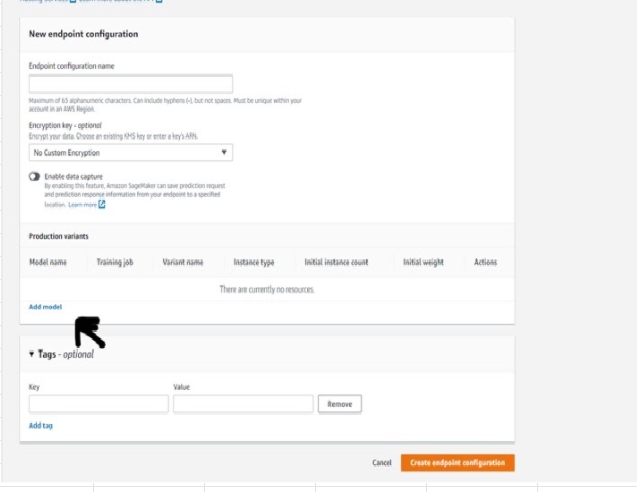 New endpoint configuration
Endpoint configuration name
Maximum of 63 alphanumeric characters. Can include hyphens (-), but not spaces. Must be unique within your
account in an AWS Region.
Encryption key - optional
Encrypt your data. Choose an existing KMS key or enter a key's ARN.
No Custom Encryption
Enable data capture
By enabling this feature, Amazon SageMaker can save prediction request
and prediction response information from your endpoint to a specified
location. Learn more
Production variants
Model name Training job Variant name Instance type Initial instance count Initial weight Actions
There are currently no resources.
Add model
Tags - optional
Key Value
Remove
Add tag
Cancel Create endpoint configuration